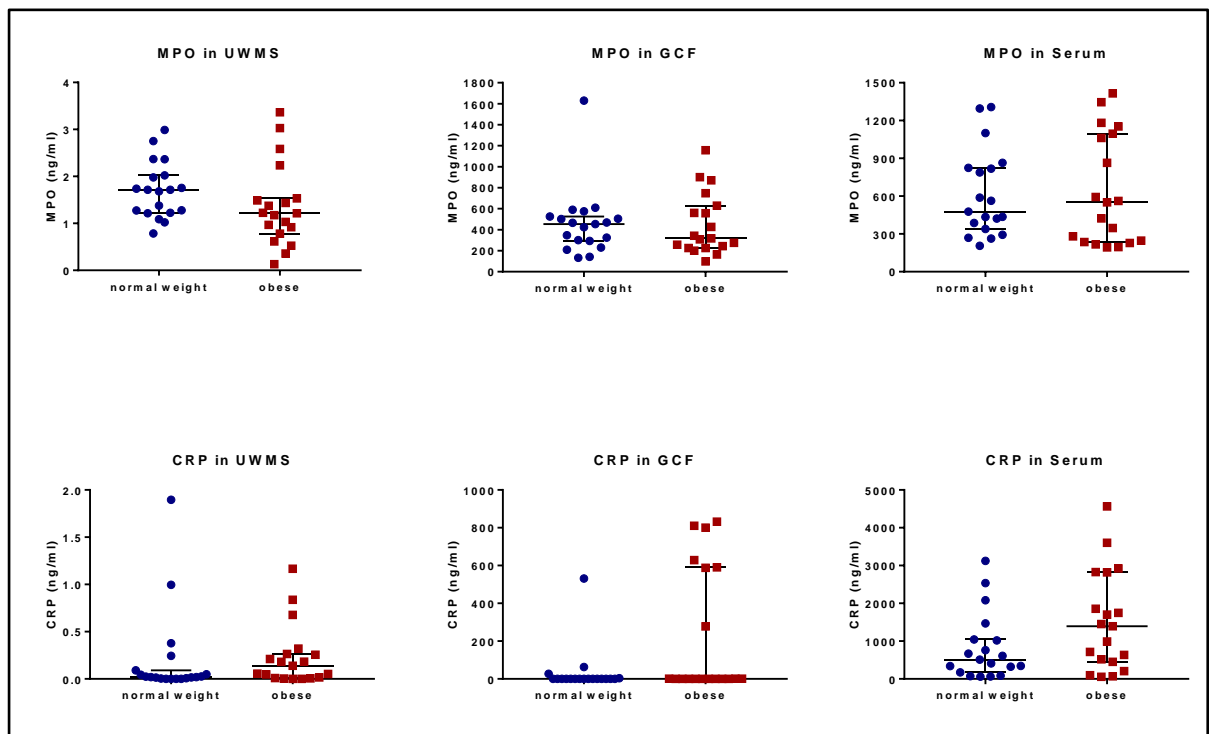 MPO in UWMS
MPO (ng/ml)
4
3
2
1
0
normal weight
obese
MPO in GCF
MPO (ng/ml)
1800
1600
1400
1200
1000
800
600
400
200
0
normal weight
obese
MPO in Serum
MPO (ng/ml)
1500
1200
900
600
300
0
normal weight
obese
CRP in UWMS
CRP (ng/ml)
2.0
1.5
1.0
0.5
0.0
normal weight
obese
CRP in GCF
CRP (ng/ml)
1000
800
600
400
200
0
normal weight
obese
CRP in Serum
CRP (ng/ml)
5000
4000
3000
2000
1000
0
normal weight
obese